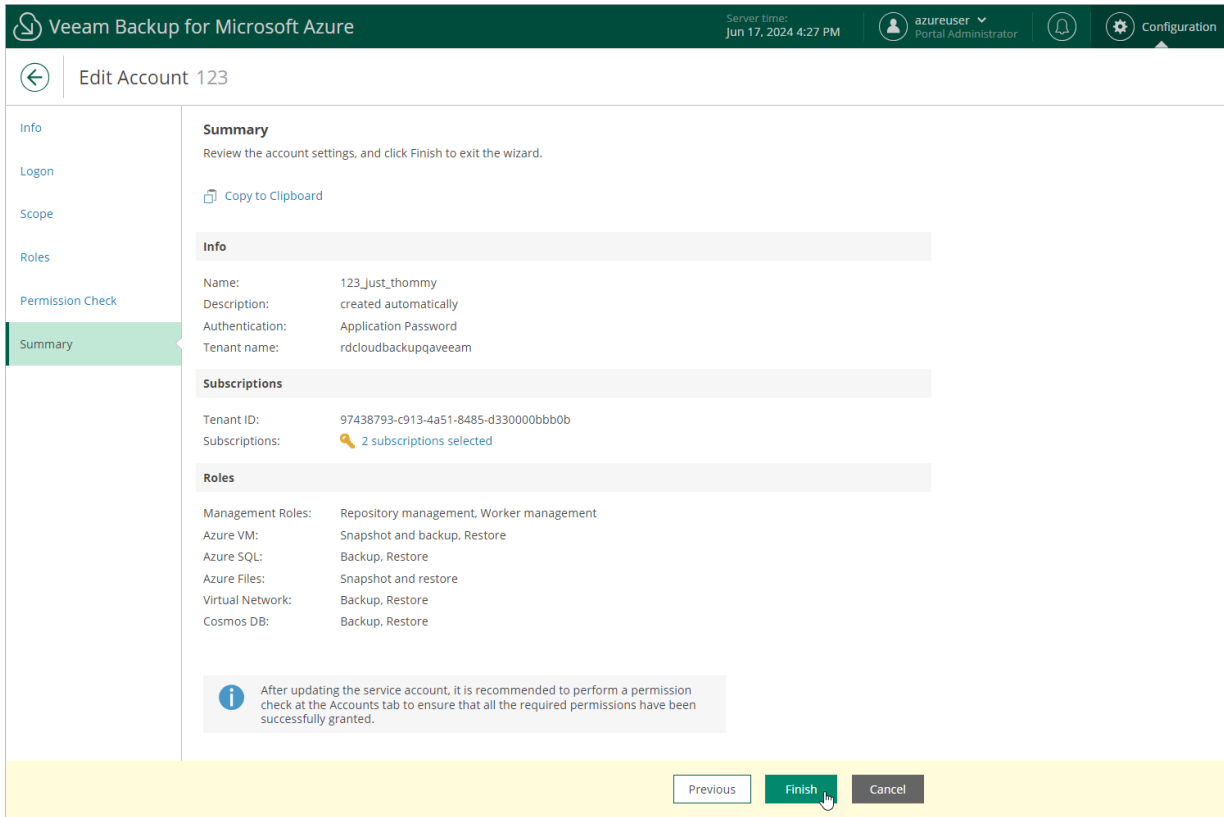 Veeam Backup for Microsoft Azure
Server time:
Jun 17, 2024 4:27 PM
azureuser
Portal Administrator
Configuration
Edit Account 123
Info
Logon
Scope
Roles
Permission Check
Summary
Summary
Review the account settings, and click Finish to exit the wizard.
Copy to Clipboard
Info
Name: 123_just_thommy
Description: created automatically
Authentication: Application Password
Tenant name: rdcloudbackupqaveeam
Subscriptions
Tenant ID: 97438793-c913-4a51-8485-d330000bbb0b
Subscriptions: 2 subscriptions selected
Roles
Management Roles: Repository management, Worker management
Azure VM: Snapshot and backup, Restore
Azure SQL: Backup, Restore
Azure Files: Snapshot and restore
Virtual Network: Backup, Restore
Cosmos DB: Backup, Restore
After updating the service account, it is recommended to perform a permission
check at the Accounts tab to ensure that all the required permissions have been
successfully granted.
Previous
Finish
Cancel